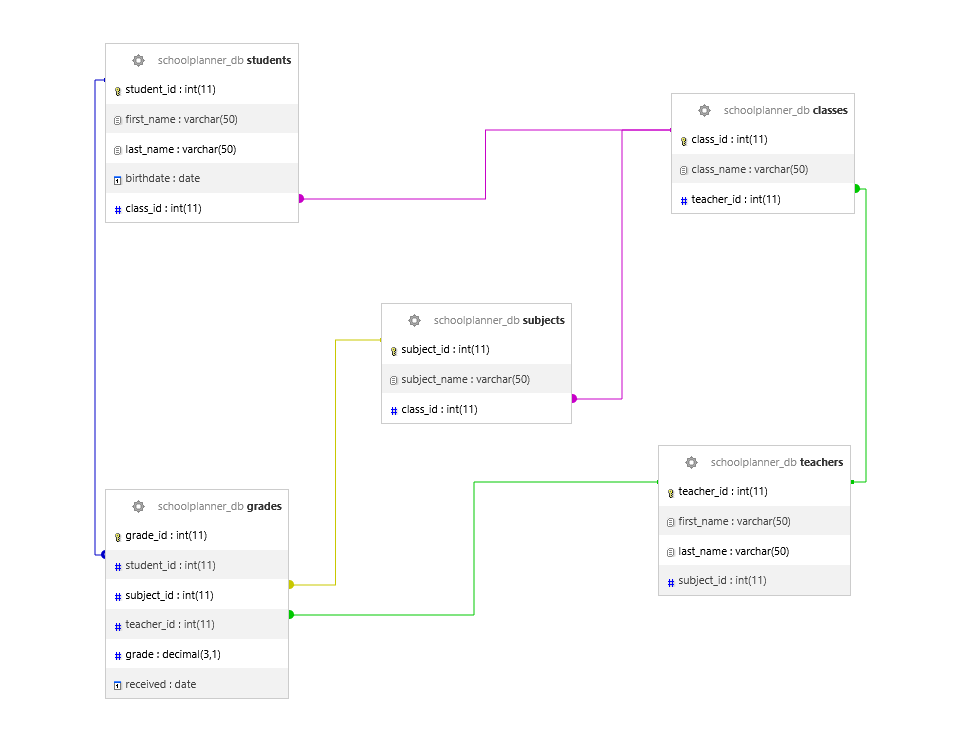 schoolplanner_db students
student_id : int(11)
first_name : varchar(50)
last_name : varchar(50)
birthdate : date
class_id : int(11)
schoolplanner_db classes
class_id : int(11)
class_name : varchar(50)
teacher_id : int(11)
schoolplanner_db subjects
subject_id : int(11)
subject_name : varchar(50)
class_id : int(11)
schoolplanner_db teachers
teacher_id : int(11)
first_name : varchar(50)
last_name : varchar(50)
subject_id : int(11)
schoolplanner_db grades
grade_id : int(11)
student_id : int(11)
subject_id : int(11)
teacher_id : int(11)
grade : decimal(3,1)
received : date